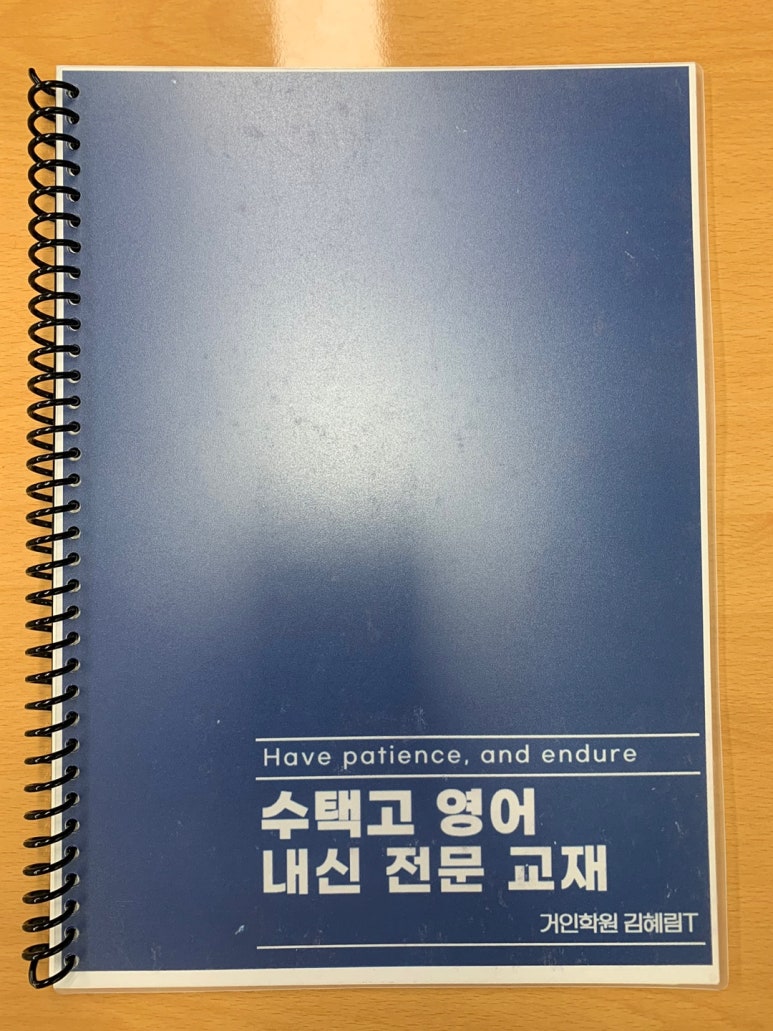 Have patience, and endure
수택고 영어
내신 전문 교재
거인학원 김혜림T